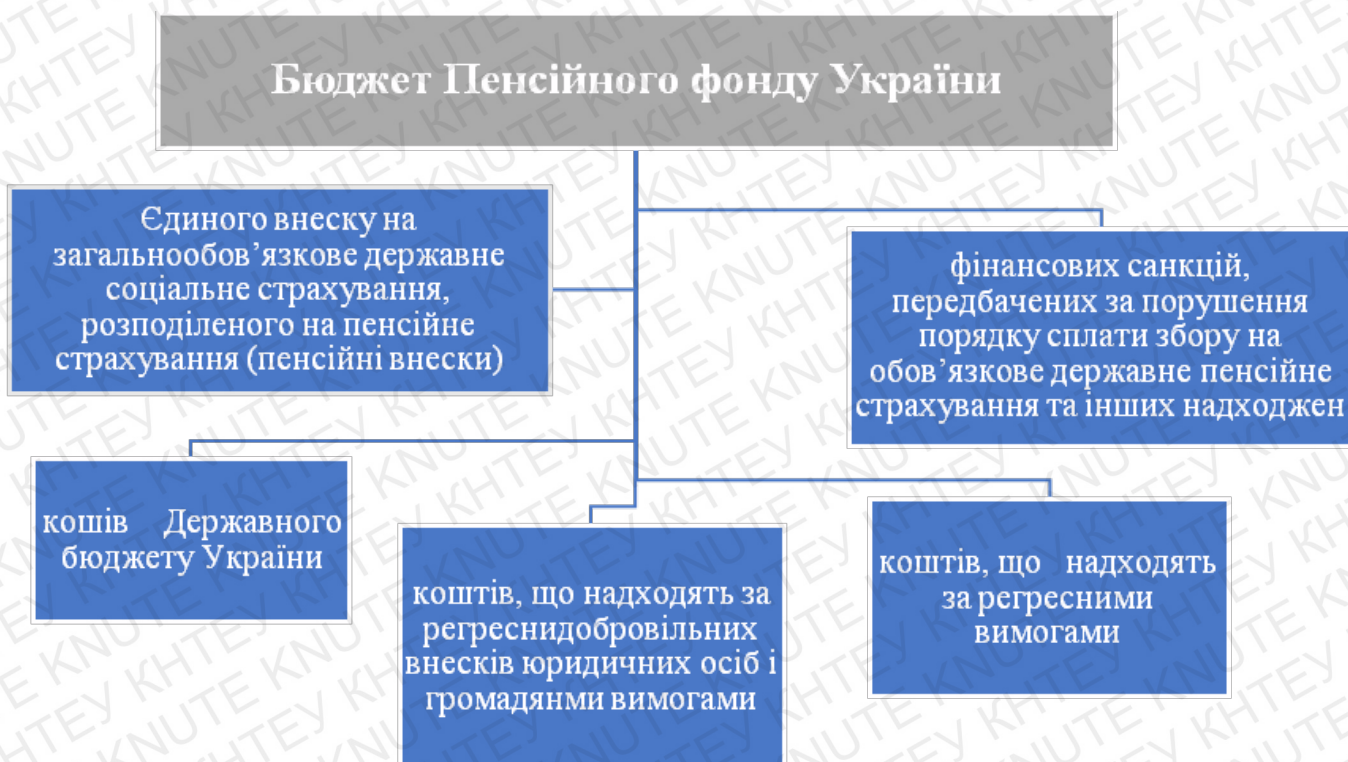 Бюджет Пенсійного фонду України
Єдиного внеску на
загальнообов’язкове державне
соціальне страхування,
розподіленого на пенсійне
страхування (пенсійні внески)
фінансових санкцій,
передбачених за порушення
порядку сплати збору на
обов’язкове державне пенсійне
страхування та інших надходжен
кошів Державного
бюджету України
коштів, що надходять за
регреснидобровільних
внесків юридичних осіб і
громадянми вимогами
коштів, що надходять
за регресними
вимогами